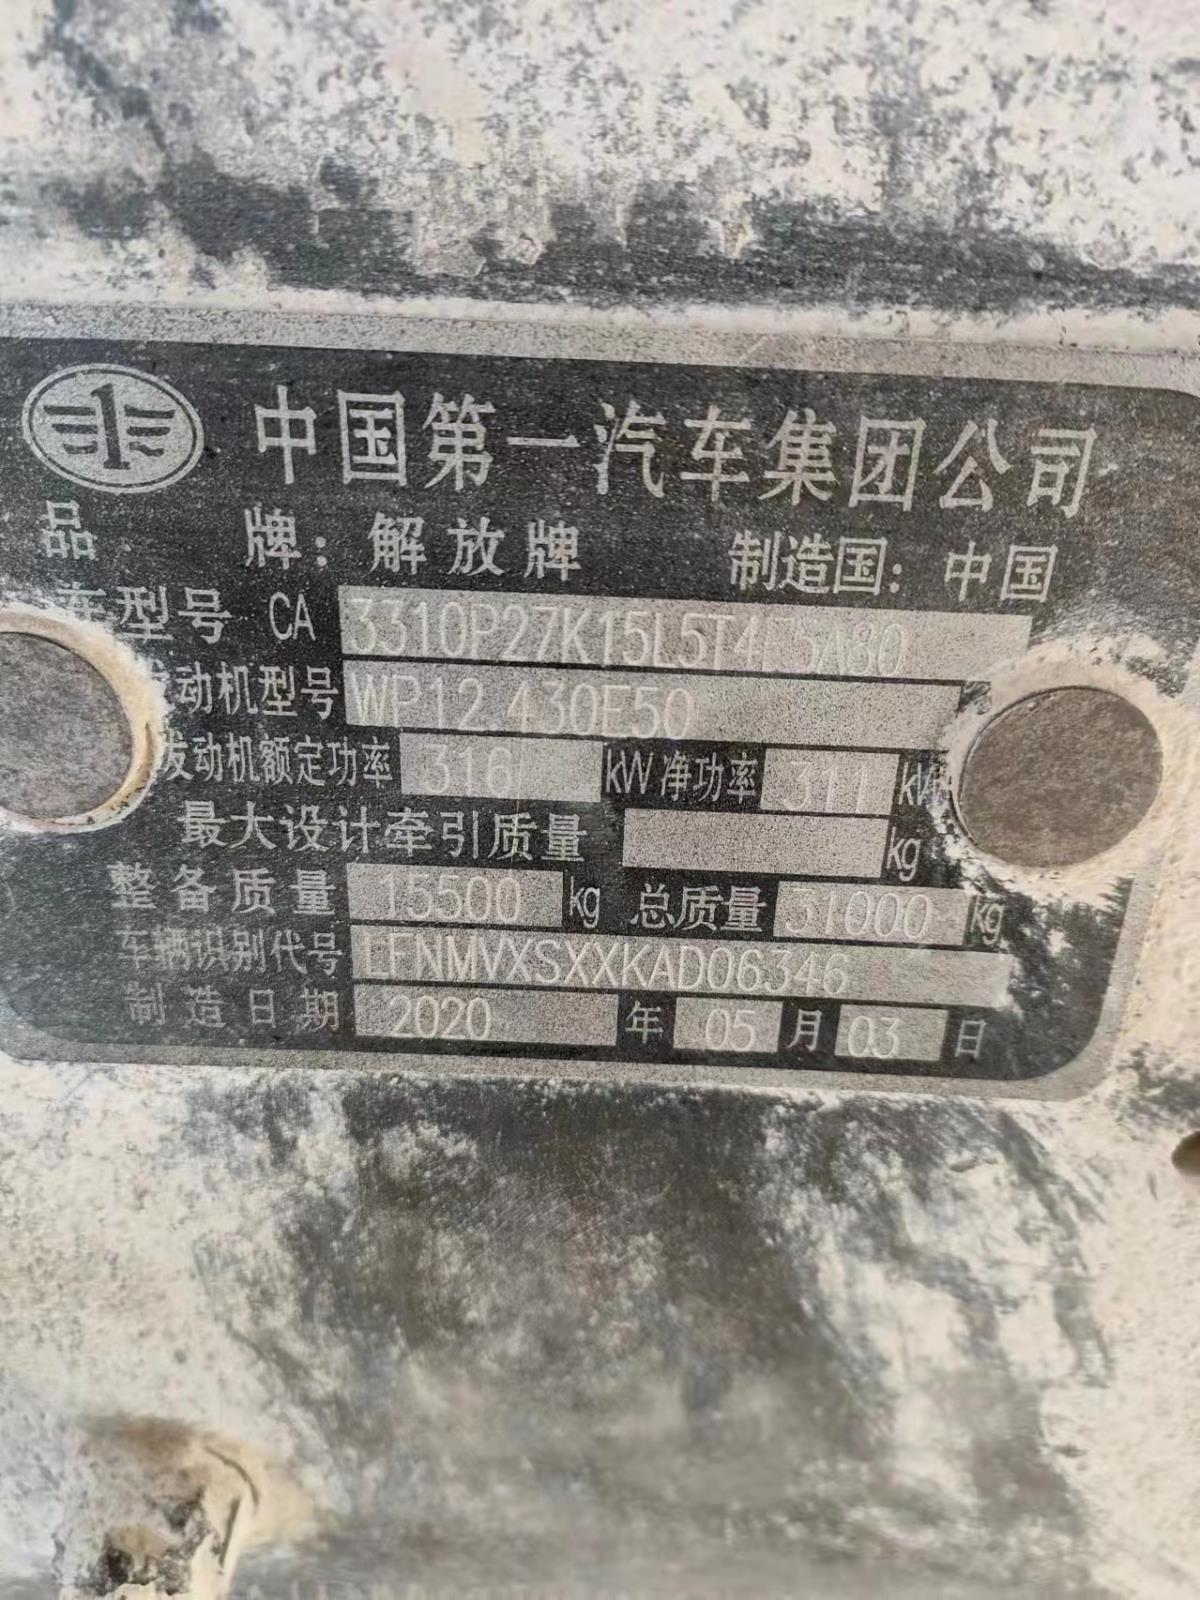 中国第一汽车集团公司
品 牌：解放牌 制造国：中国
车型号 CA 3310P27K15L5T4E5A80
发动机型号 WP12.430E50
发动机额定功率 316 kW 净功率 311 kW
最大设计牵引质量 kg
整备质量 15500 kg 总质量 31000 kg
车辆识别代号 LFNMVXSXXKAD06346
制造日期 2020 年 05 月 03 日